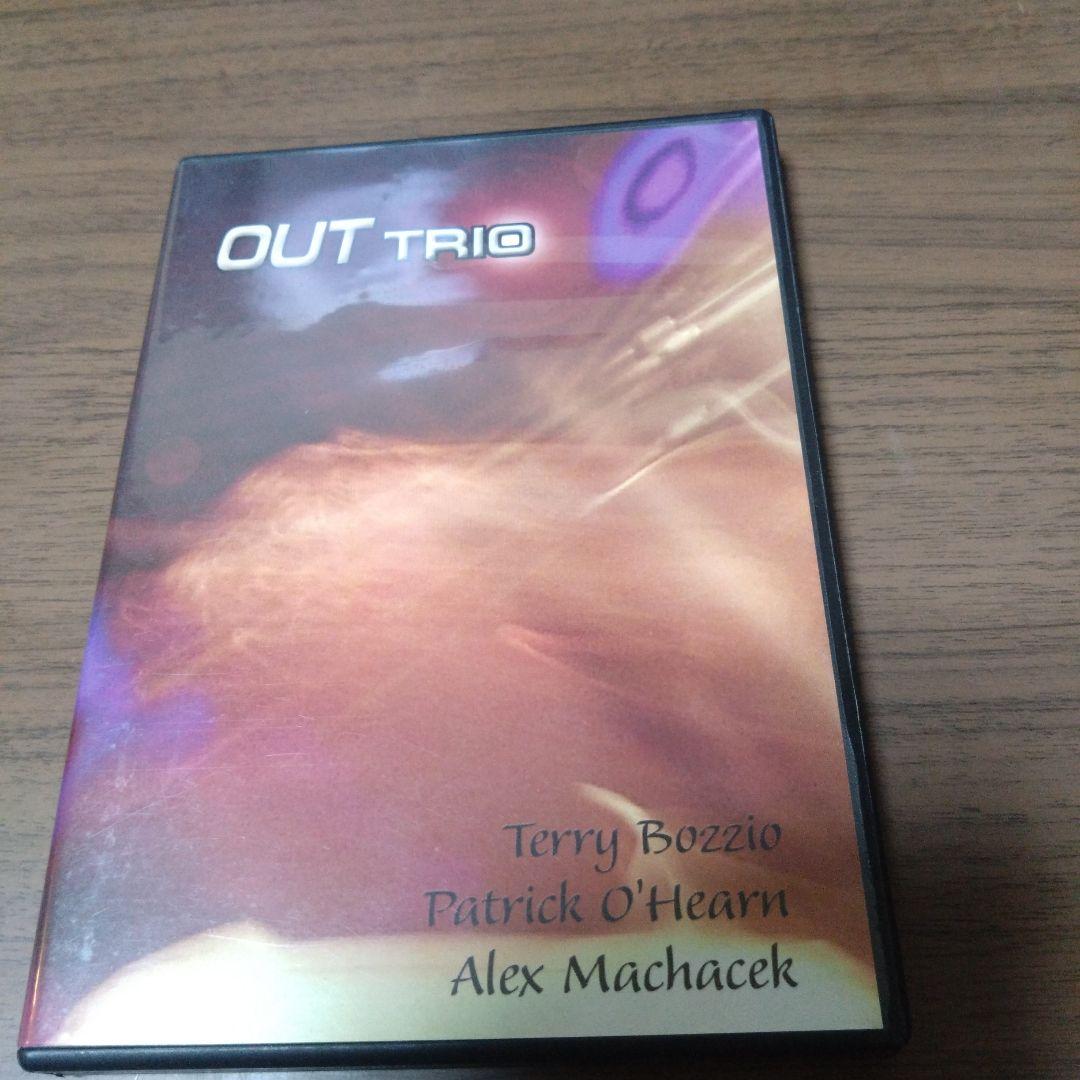 OUT TRIO
Terry Bozzio
Patrick O'Hearn
Alex Machacek